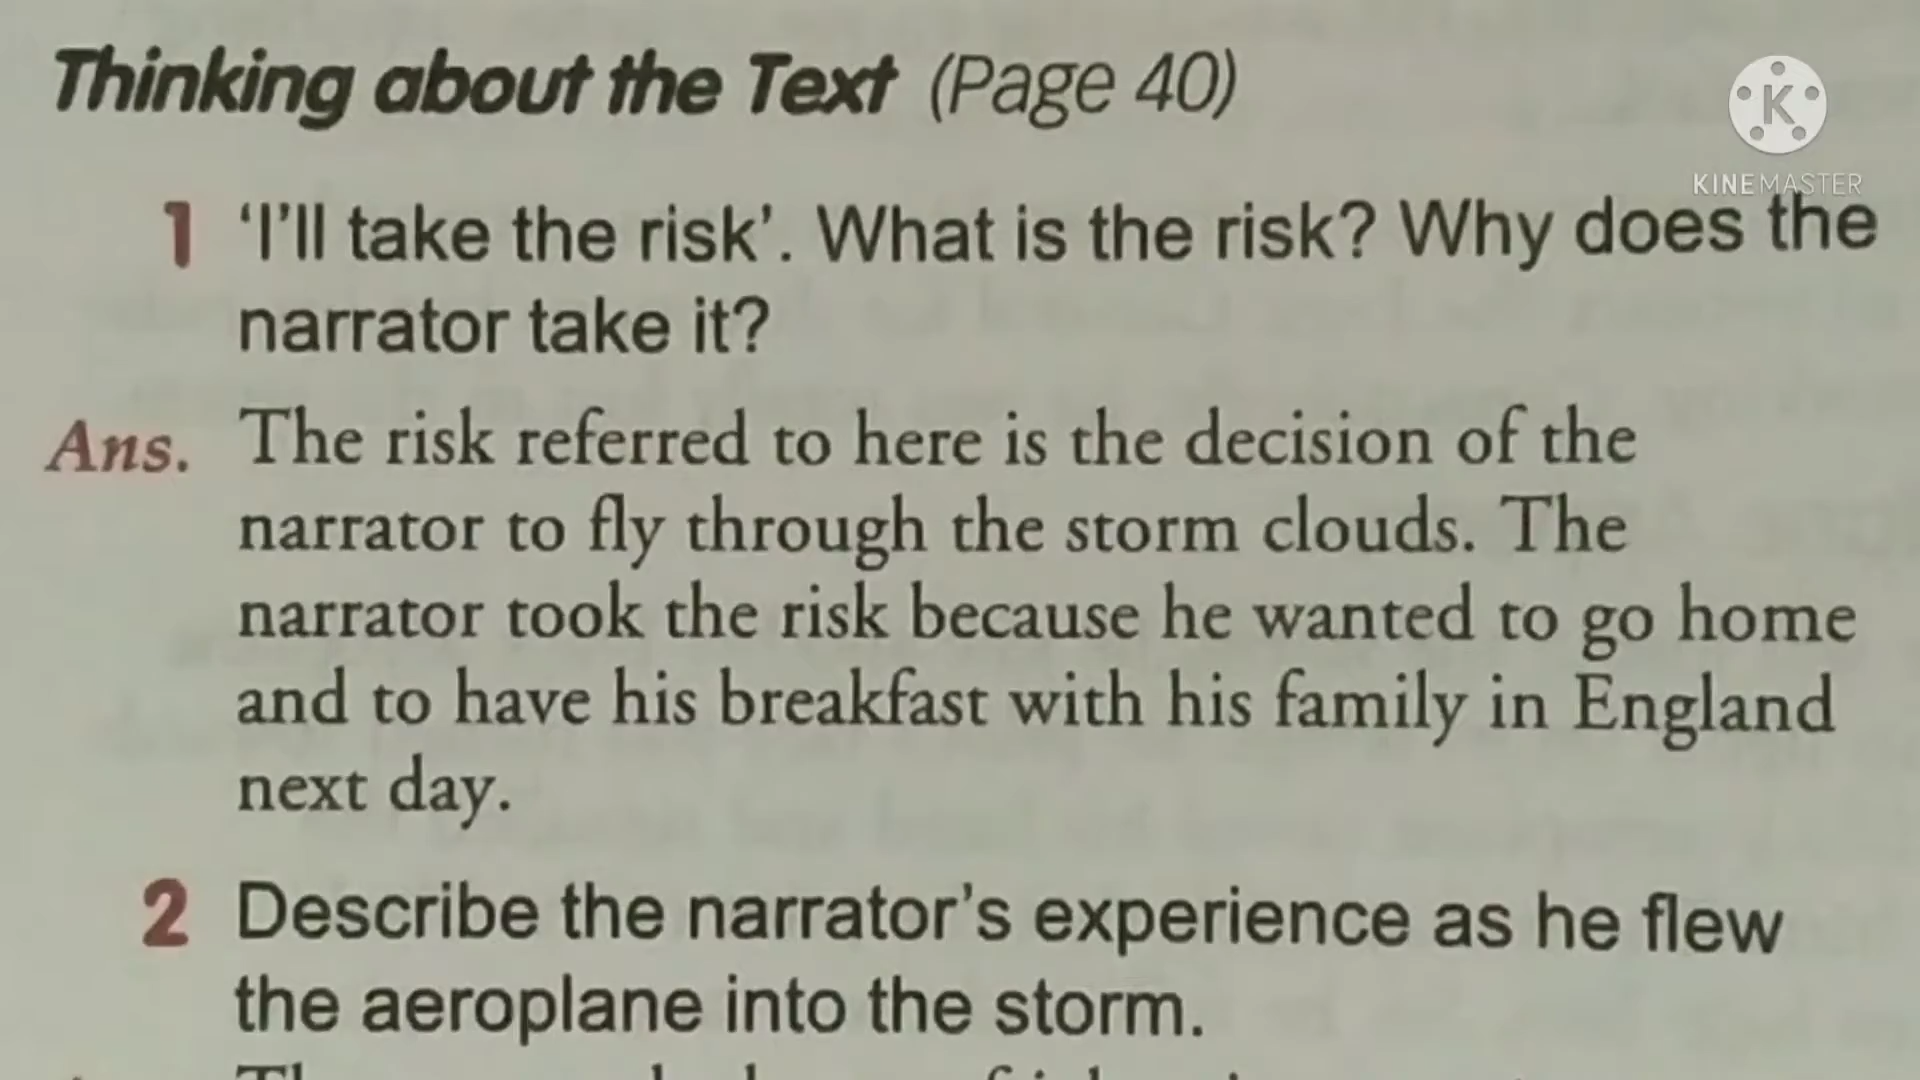 Thinking about the Text (Page 40)
K
KINEMASTER
1 ‘I’ll take the risk’. What is the risk? Why does the
narrator take it?
Ans. The risk referred to here is the decision of the
narrator to fly through the storm clouds. The
narrator took the risk because he wanted to go home
and to have his breakfast with his family in England
next day.
2 Describe the narrator’s experience as he flew
the aeroplane into the storm.